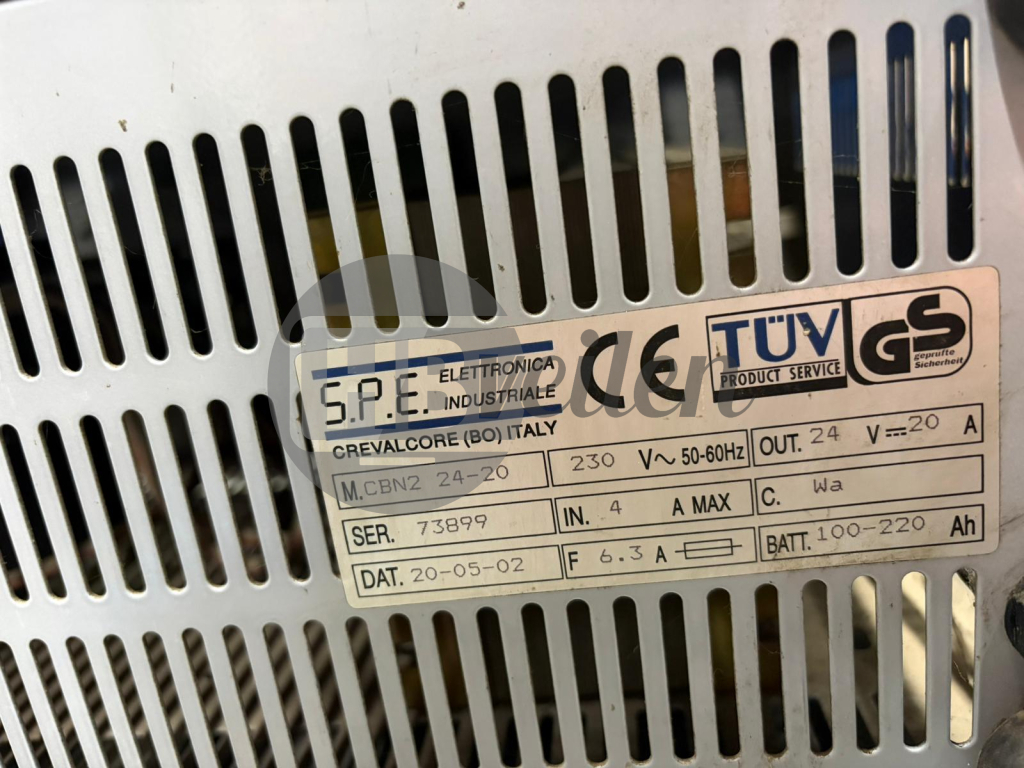 S.P.E. ELETTRONICA
INDUSTRIALE
CREVALCORE (BO) ITALY
CE
TÜV
PRODUCT SERVICE
GS
geprüfte
Sicherheit
M. CBN2 24-20
230 V~ 50-60Hz
OUT. 24 V 20 A
SER. 73899
IN. 4 A MAX
C. Wa
DAT. 20-05-02
F 6.3 A
BATT. 100-220 Ah